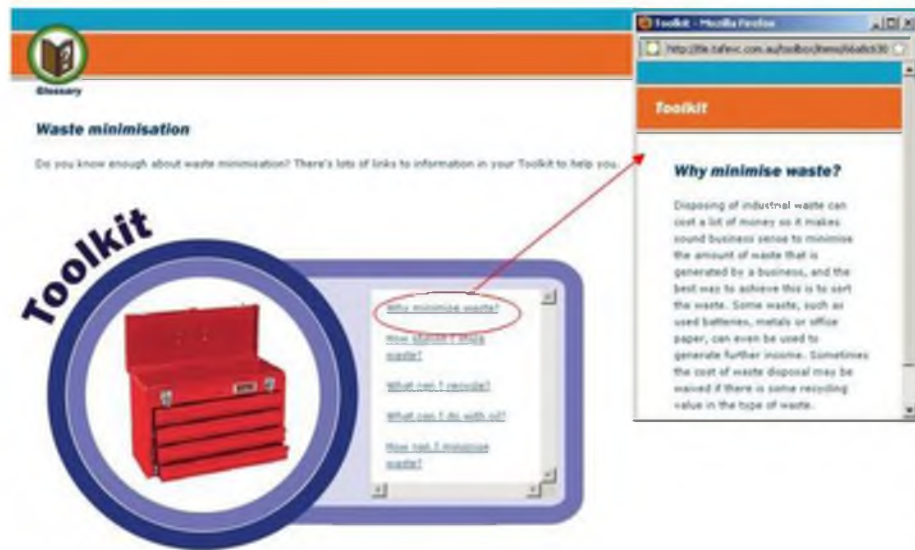 Glossary
Waste minimisation
Do you know enough about waste minimisation? There's lots of links to information in your Toolkit to help you.
Toolkit
Why minimise waste?
How should I store
waste?
What can I recycle?
What can I do with oil?
How can I minimise
waste?
Toolkit - Mozilla Firefox
Toolkit
Why minimise waste?
Disposing of industrial waste can
cost a lot of money so it makes
sound business sense to minimise
the amount of waste that is
generated by a business, and the
best way to achieve this is to sort
the waste. Some waste, such as
used batteries, metals or office
paper, can even be used to
generate further income. Sometimes
the cost of waste disposal may be
waived if there is some recycling
value in the type of waste.